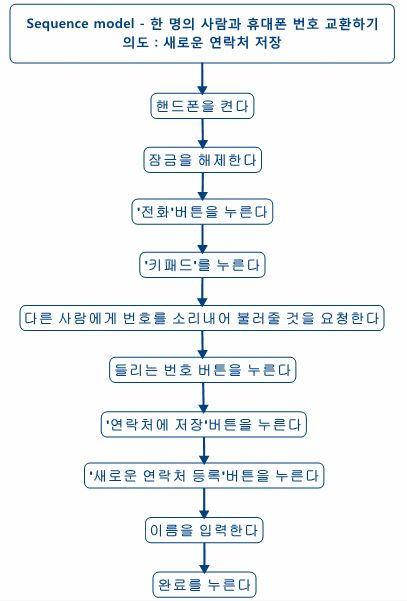 Sequence model - 한 명의 사람과 휴대폰 번호 교환하기
의도 : 새로운 연락처 저장
핸드폰을 켠다
잠금을 해제한다
'전화'버튼을 누른다
'키패드'를 누른다
다른 사람에게 번호를 소리내어 불러줄 것을 요청한다
들리는 번호 버튼을 누른다
'연락처에 저장'버튼을 누른다
'새로운 연락처 등록'버튼을 누른다
이름을 입력한다
완료를 누른다